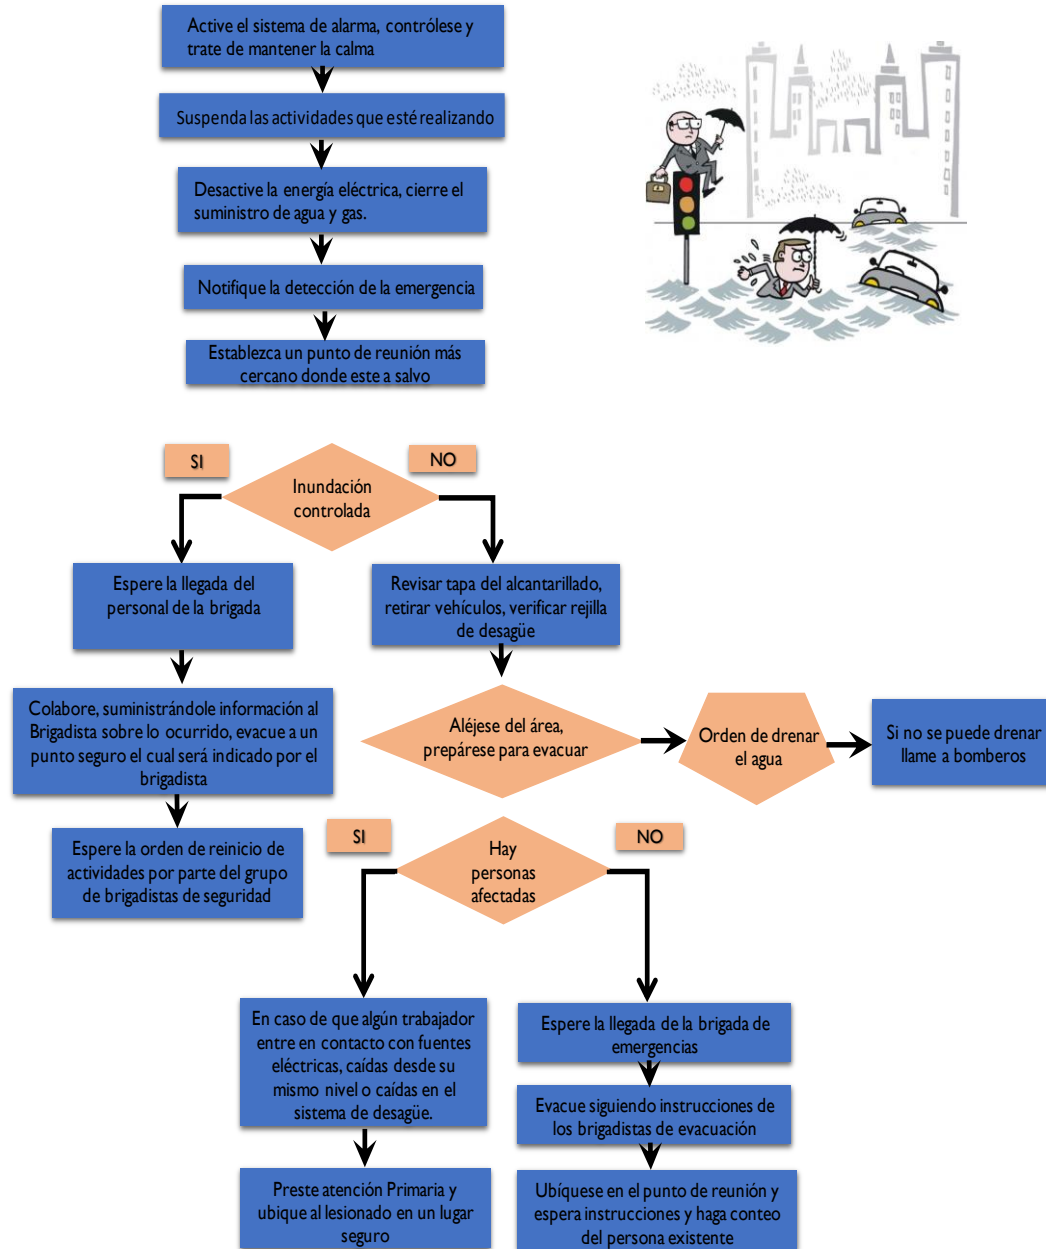 Active el sistema de alarma, contrólese y
trate de mantener la calma
Suspenda las actividades que esté realizando
Desactive la energía eléctrica, cierre el
suministro de agua y gas.
Notifique la detección de la emergencia
Establezca un punto de reunión más
cercano donde este a salvo
SI
NO
Inundación
controlada
Espere la llegada del
personal de la brigada
Revisar tapa del alcantarillado,
retirar vehículos, verificar rejilla
de desagüe
Colabore, suministrándole información al
Brigadista sobre lo ocurrido, evacue a un
punto seguro el cual será indicado por el
brigadista
Aléjese del área,
prepárese para evacuar
Orden de drenar
el agua
Si no se puede drenar
llame a bomberos
Espere la orden de reinicio de
actividades por parte del grupo
de brigadistas de seguridad
SI
NO
Hay
personas
afectadas
En caso de que algún trabajador
entre en contacto con fuentes
eléctricas, caídas desde su
mismo nivel o caídas en el
sistema de desagüe.
Espere la llegada de la brigada de
emergencias
Evacue siguiendo instrucciones de
los brigadistas de evacuación
Preste atención Primaria y
ubique al lesionado en un lugar
seguro
Ubíquese en el punto de reunión y
espera instrucciones y haga conteo
del persona existente